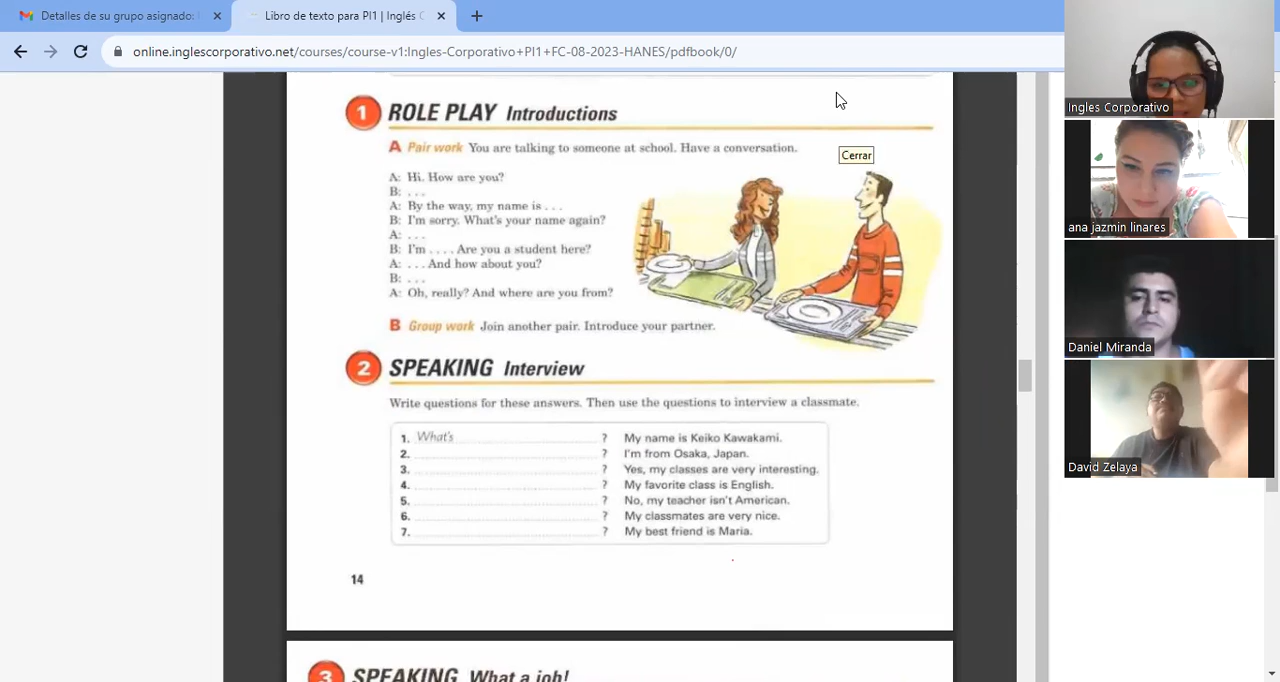 Detalles de su grupo asignado:
Libro de texto para PI1 | Inglés C
online.inglescorporativo.net/courses/course-v1:Ingles-Corporativo+PI1+FC-08-2023-HANES/pdfbook/0/
1 ROLE PLAY Introductions
A Pair work You are talking to someone at school. Have a conversation.
A: Hi. How are you?
B: . . .
A: By the way, my name is . . .
B: I'm sorry. What's your name again?
A: . . .
B: I'm . . . . Are you a student here?
A: . . . And how about you?
B: . . .
A: Oh, really? And where are you from?
B Group work Join another pair. Introduce your partner.
2 SPEAKING Interview
Write questions for these answers. Then use the questions to interview a classmate.
1. What's ? My name is Keiko Kawakami.
2. ? I'm from Osaka, Japan.
3. ? Yes, my classes are very interesting.
4. ? My favorite class is English.
5. ? No, my teacher isn't American.
6. ? My classmates are very nice.
7. ? My best friend is Maria.
14
3 SPEAKING What a job!
Cerrar
Ingles Corporativo
ana jazmin linares
Daniel Miranda
David Zelaya